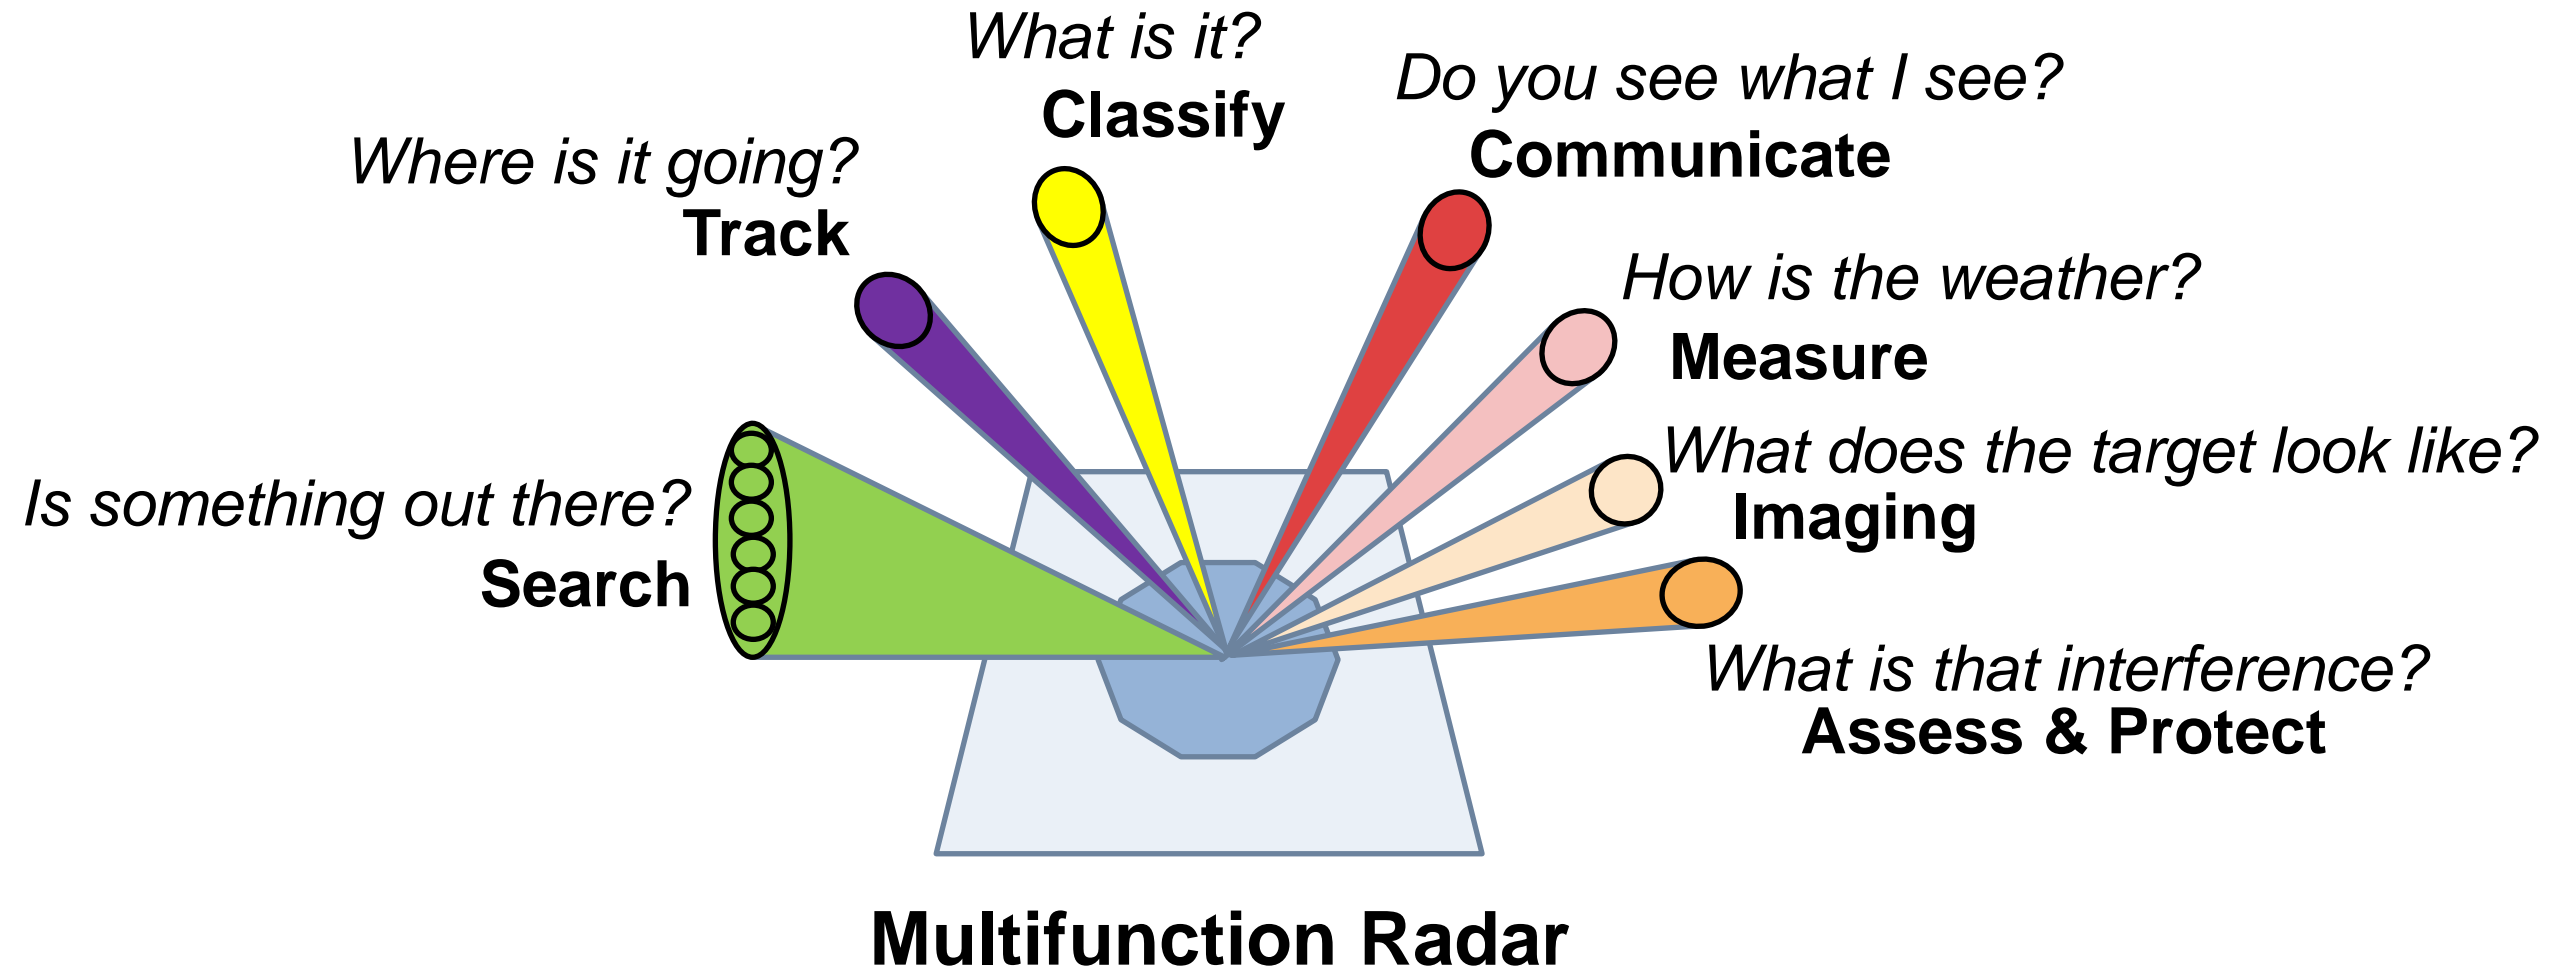 What is it?
Classify
Do you see what I see?
Communicate
Where is it going?
Track
How is the weather?
Measure
What does the target look like?
Imaging
Is something out there?
Search
What is that interference?
Assess & Protect
Multifunction Radar